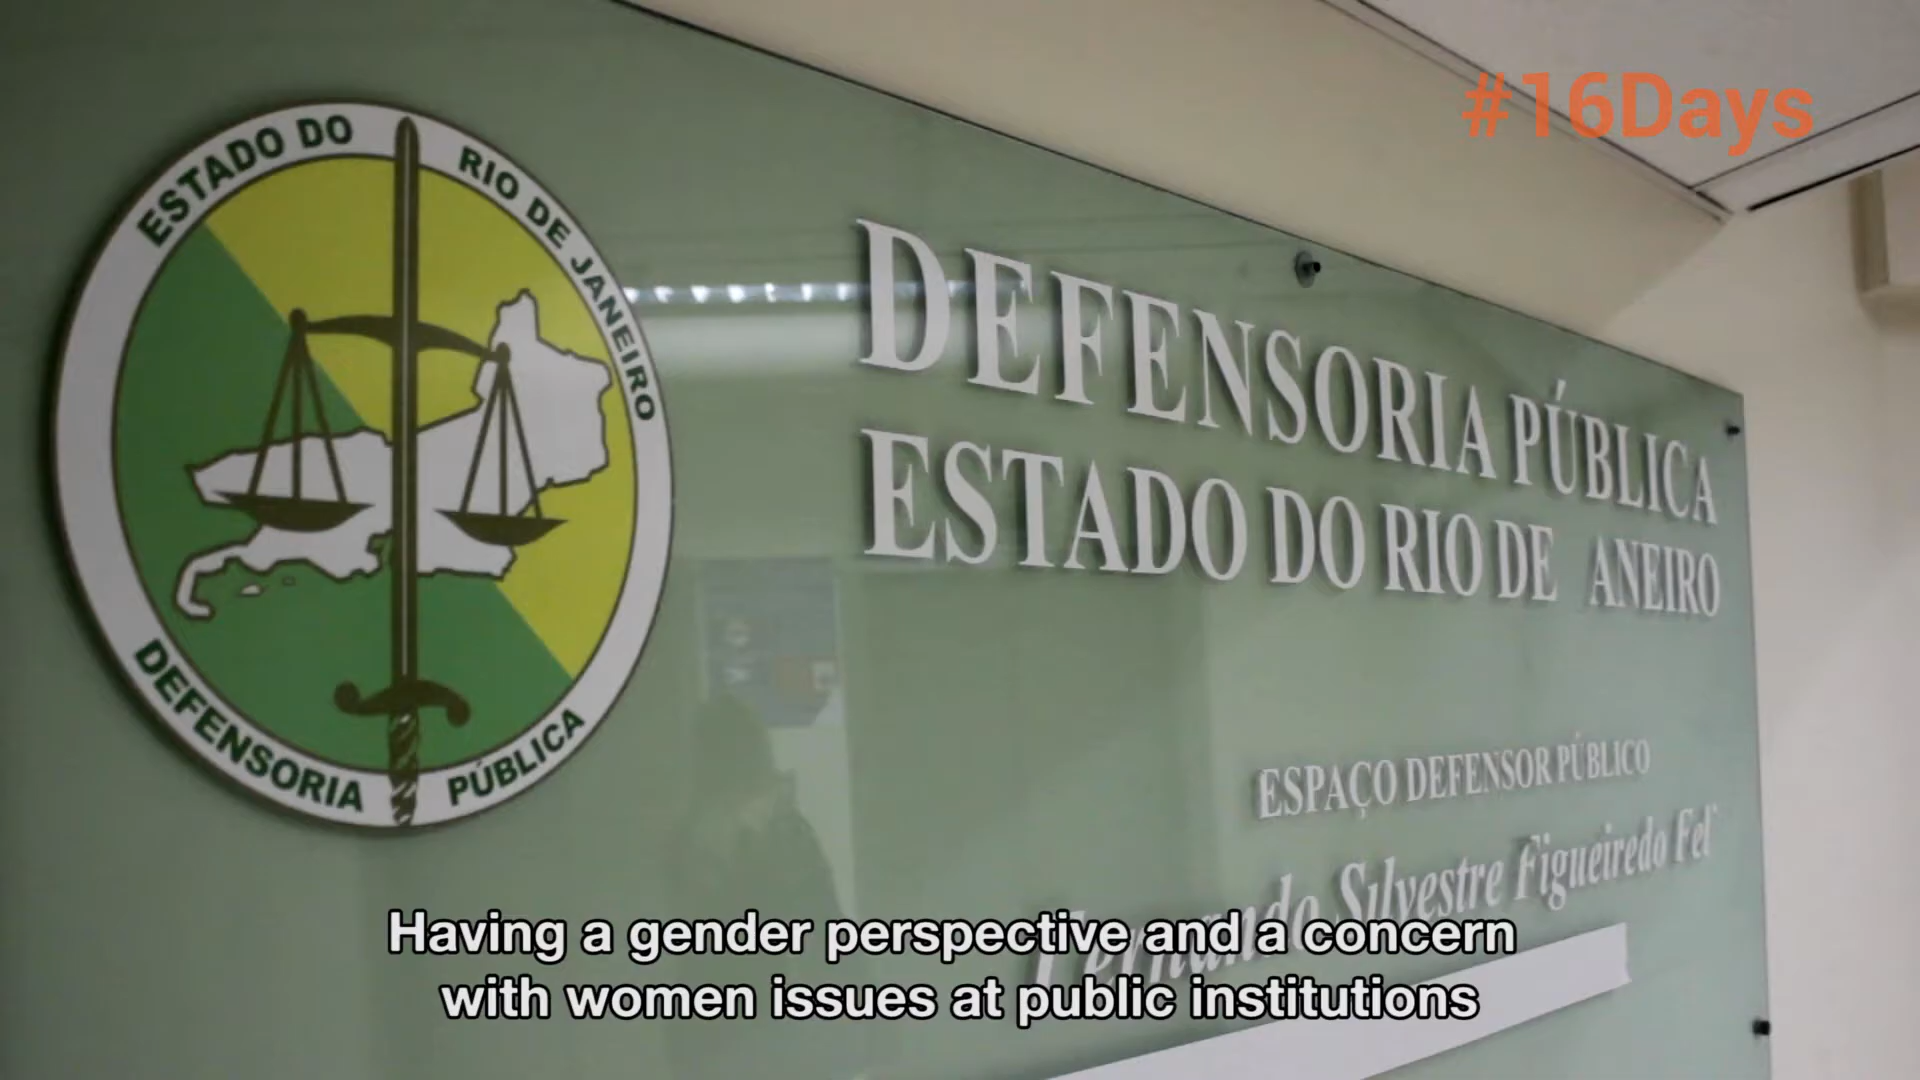 #16Days
ESTADO DO RIO DE JANEIRO
DEFENSORIA PÚBLICA
DEFENSORIA PÚBLICA
ESTADO DO RIO DE ANEIRO
ESPAÇO DEFENSOR PÚBLICO
Fernando Silvestre Figueiredo
Having a gender perspective and a concern
with women issues at public institutions